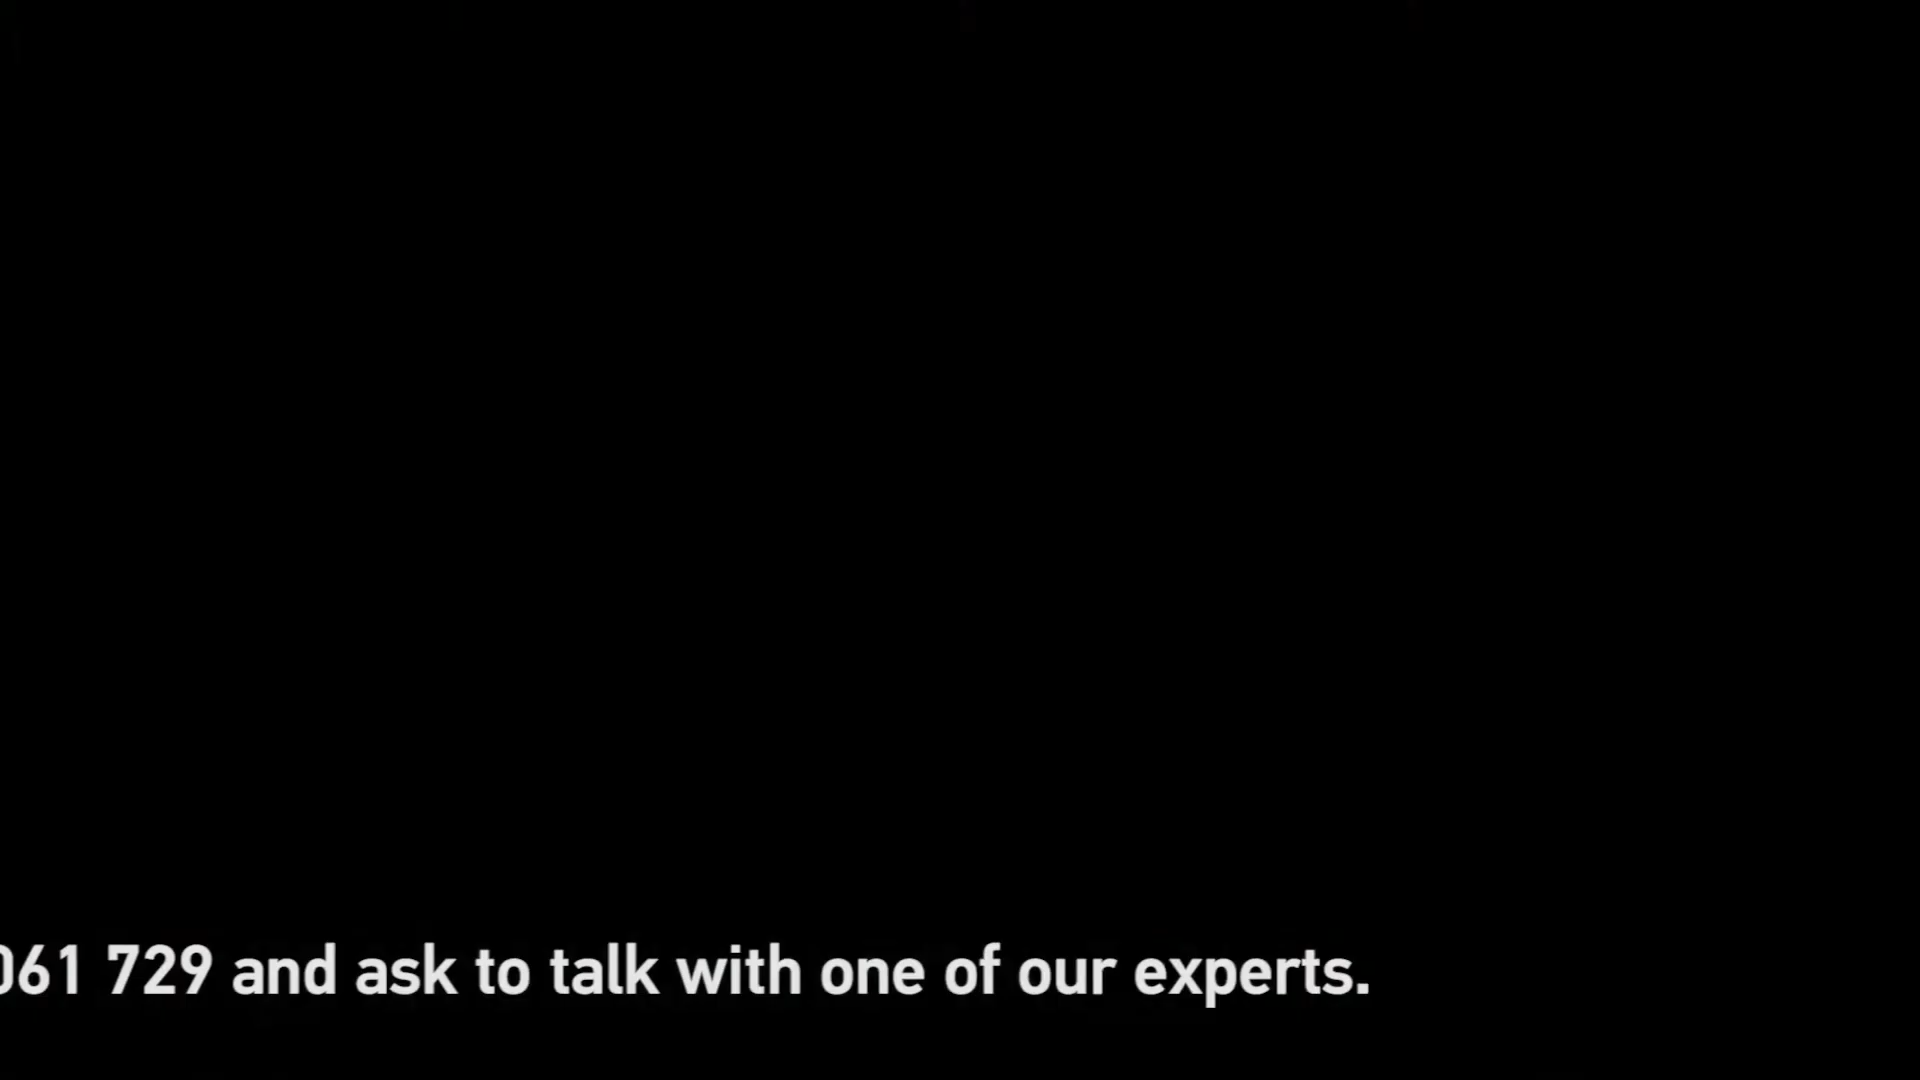 061 729 and ask to talk with one of our experts.